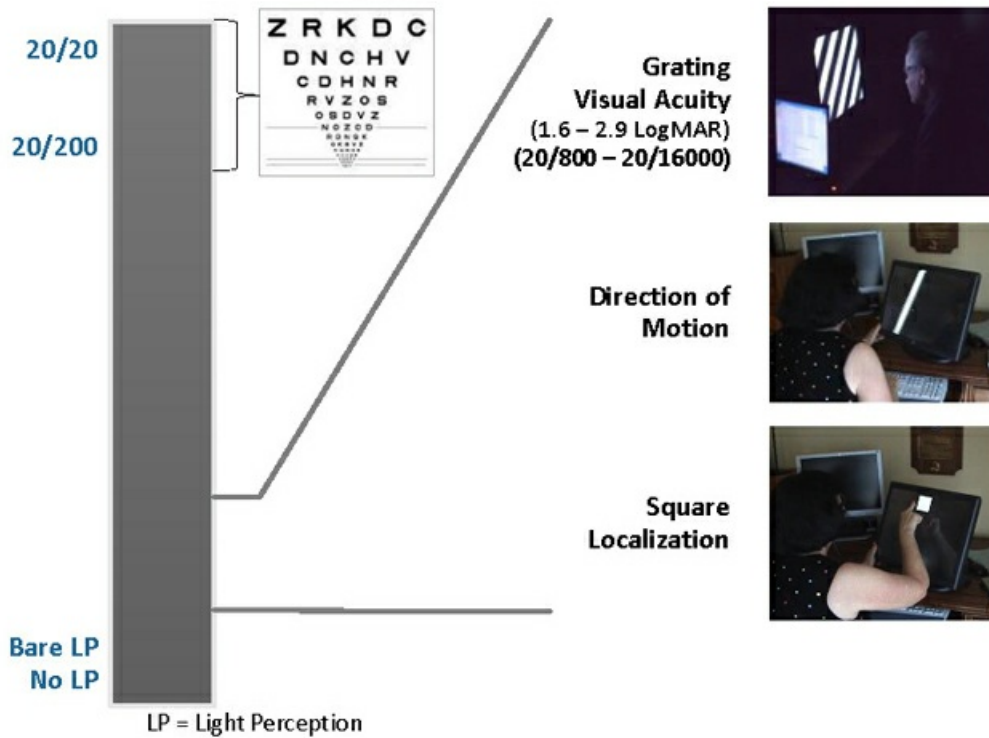 20/20
20/200
Bare LP
No LP
LP = Light Perception
Z R K D C
D N C H V
C D H N R
R V Z O S
O S D V Z
N O Z C D
Grating
Visual Acuity
(1.6 – 2.9 LogMAR)
(20/800 – 20/16000)
Direction of
Motion
Square
Localization